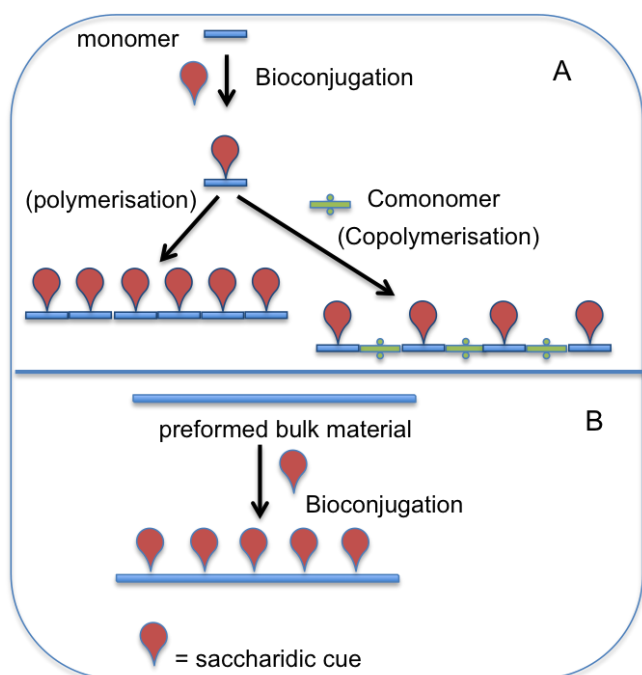 monomer
Bioconjugation
A
(polymerisation)
Comonomer
(Copolymerisation)
preformed bulk material
B
Bioconjugation
= saccharidic cue